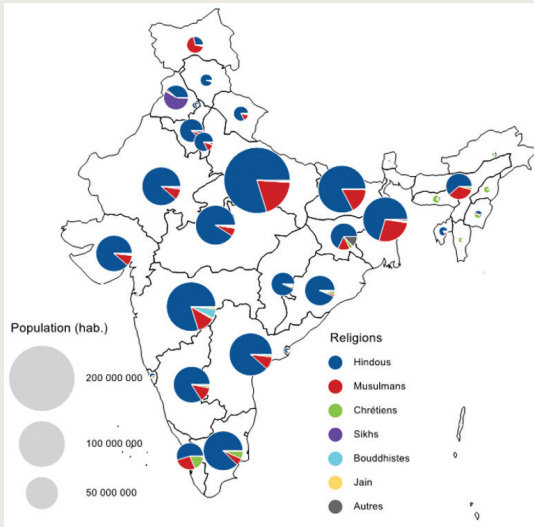 Population (hab.)
200 000 000
100 000 000
50 000 000
Religions
Hindous
Musulmans
Chrétiens
Sikhs
Bouddhistes
Jain
Autres